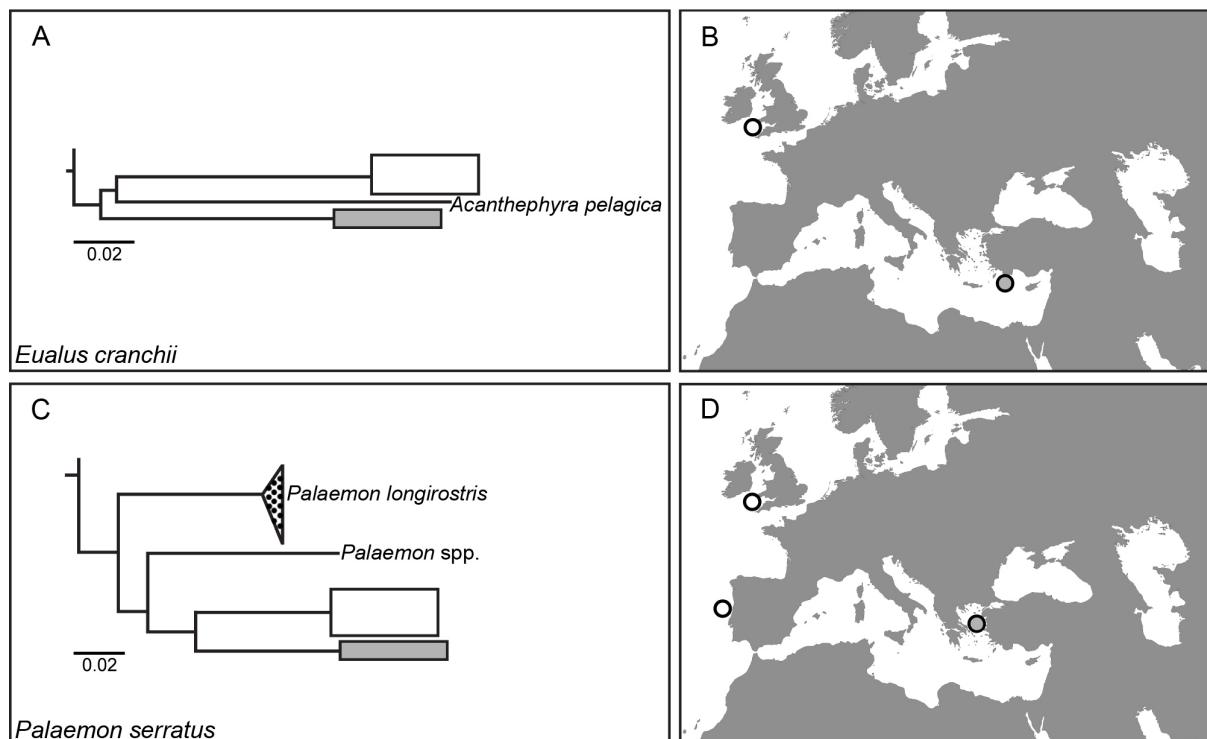 A
B
Acanthephyra pelagica
0.02
Eualus cranchii
C
D
Palaemon longirostris
Palaemon spp.
0.02
Palaemon serratus